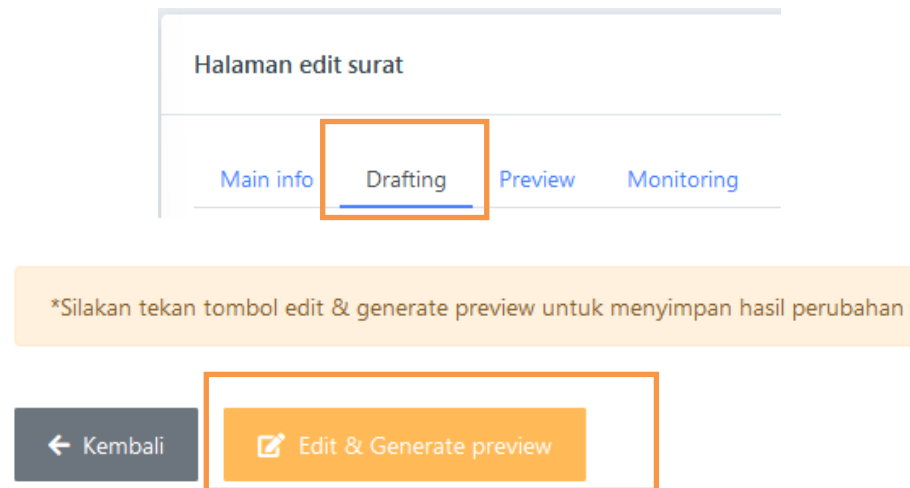 Halaman edit surat
Main info Drafting Preview Monitoring
*Silakan tekan tombol edit & generate preview untuk menyimpan hasil perubahan
Kembali Edit & Generate preview